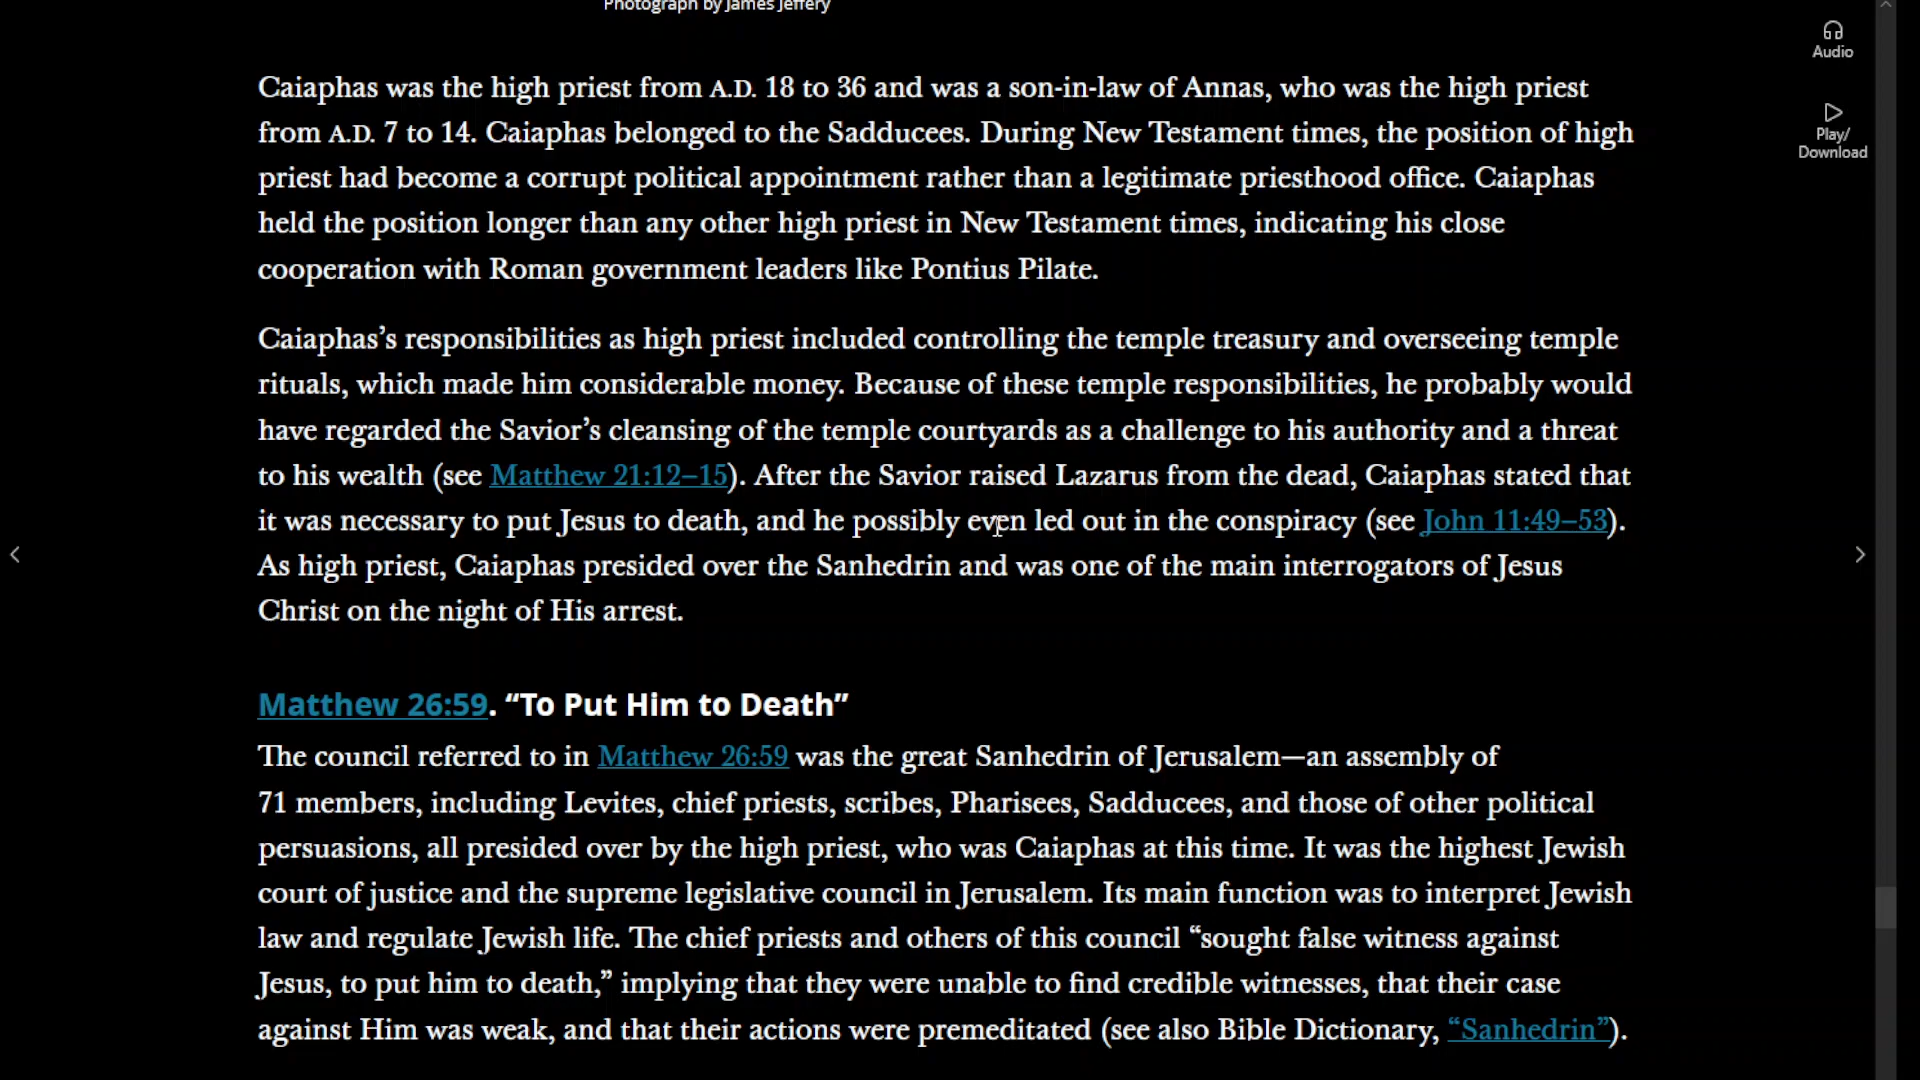 Photograph by James Jeffery
Audio
Play/
Download
Caiaphas was the high priest from A.D. 18 to 36 and was a son-in-law of Annas, who was the high priest
from A.D. 7 to 14. Caiaphas belonged to the Sadducees. During New Testament times, the position of high
priest had become a corrupt political appointment rather than a legitimate priesthood office. Caiaphas
held the position longer than any other high priest in New Testament times, indicating his close
cooperation with Roman government leaders like Pontius Pilate.
Caiaphas’s responsibilities as high priest included controlling the temple treasury and overseeing temple
rituals, which made him considerable money. Because of these temple responsibilities, he probably would
have regarded the Savior’s cleansing of the temple courtyards as a challenge to his authority and a threat
to his wealth (see Matthew 21:12–15). After the Savior raised Lazarus from the dead, Caiaphas stated that
it was necessary to put Jesus to death, and he possibly even led out in the conspiracy (see John 11:49–53).
As high priest, Caiaphas presided over the Sanhedrin and was one of the main interrogators of Jesus
Christ on the night of His arrest.
Matthew 26:59. “To Put Him to Death”
The council referred to in Matthew 26:59 was the great Sanhedrin of Jerusalem—an assembly of
71 members, including Levites, chief priests, scribes, Pharisees, Sadducees, and those of other political
persuasions, all presided over by the high priest, who was Caiaphas at this time. It was the highest Jewish
court of justice and the supreme legislative council in Jerusalem. Its main function was to interpret Jewish
law and regulate Jewish life. The chief priests and others of this council “sought false witness against
Jesus, to put him to death,” implying that they were unable to find credible witnesses, that their case
against Him was weak, and that their actions were premeditated (see also Bible Dictionary, “Sanhedrin”).